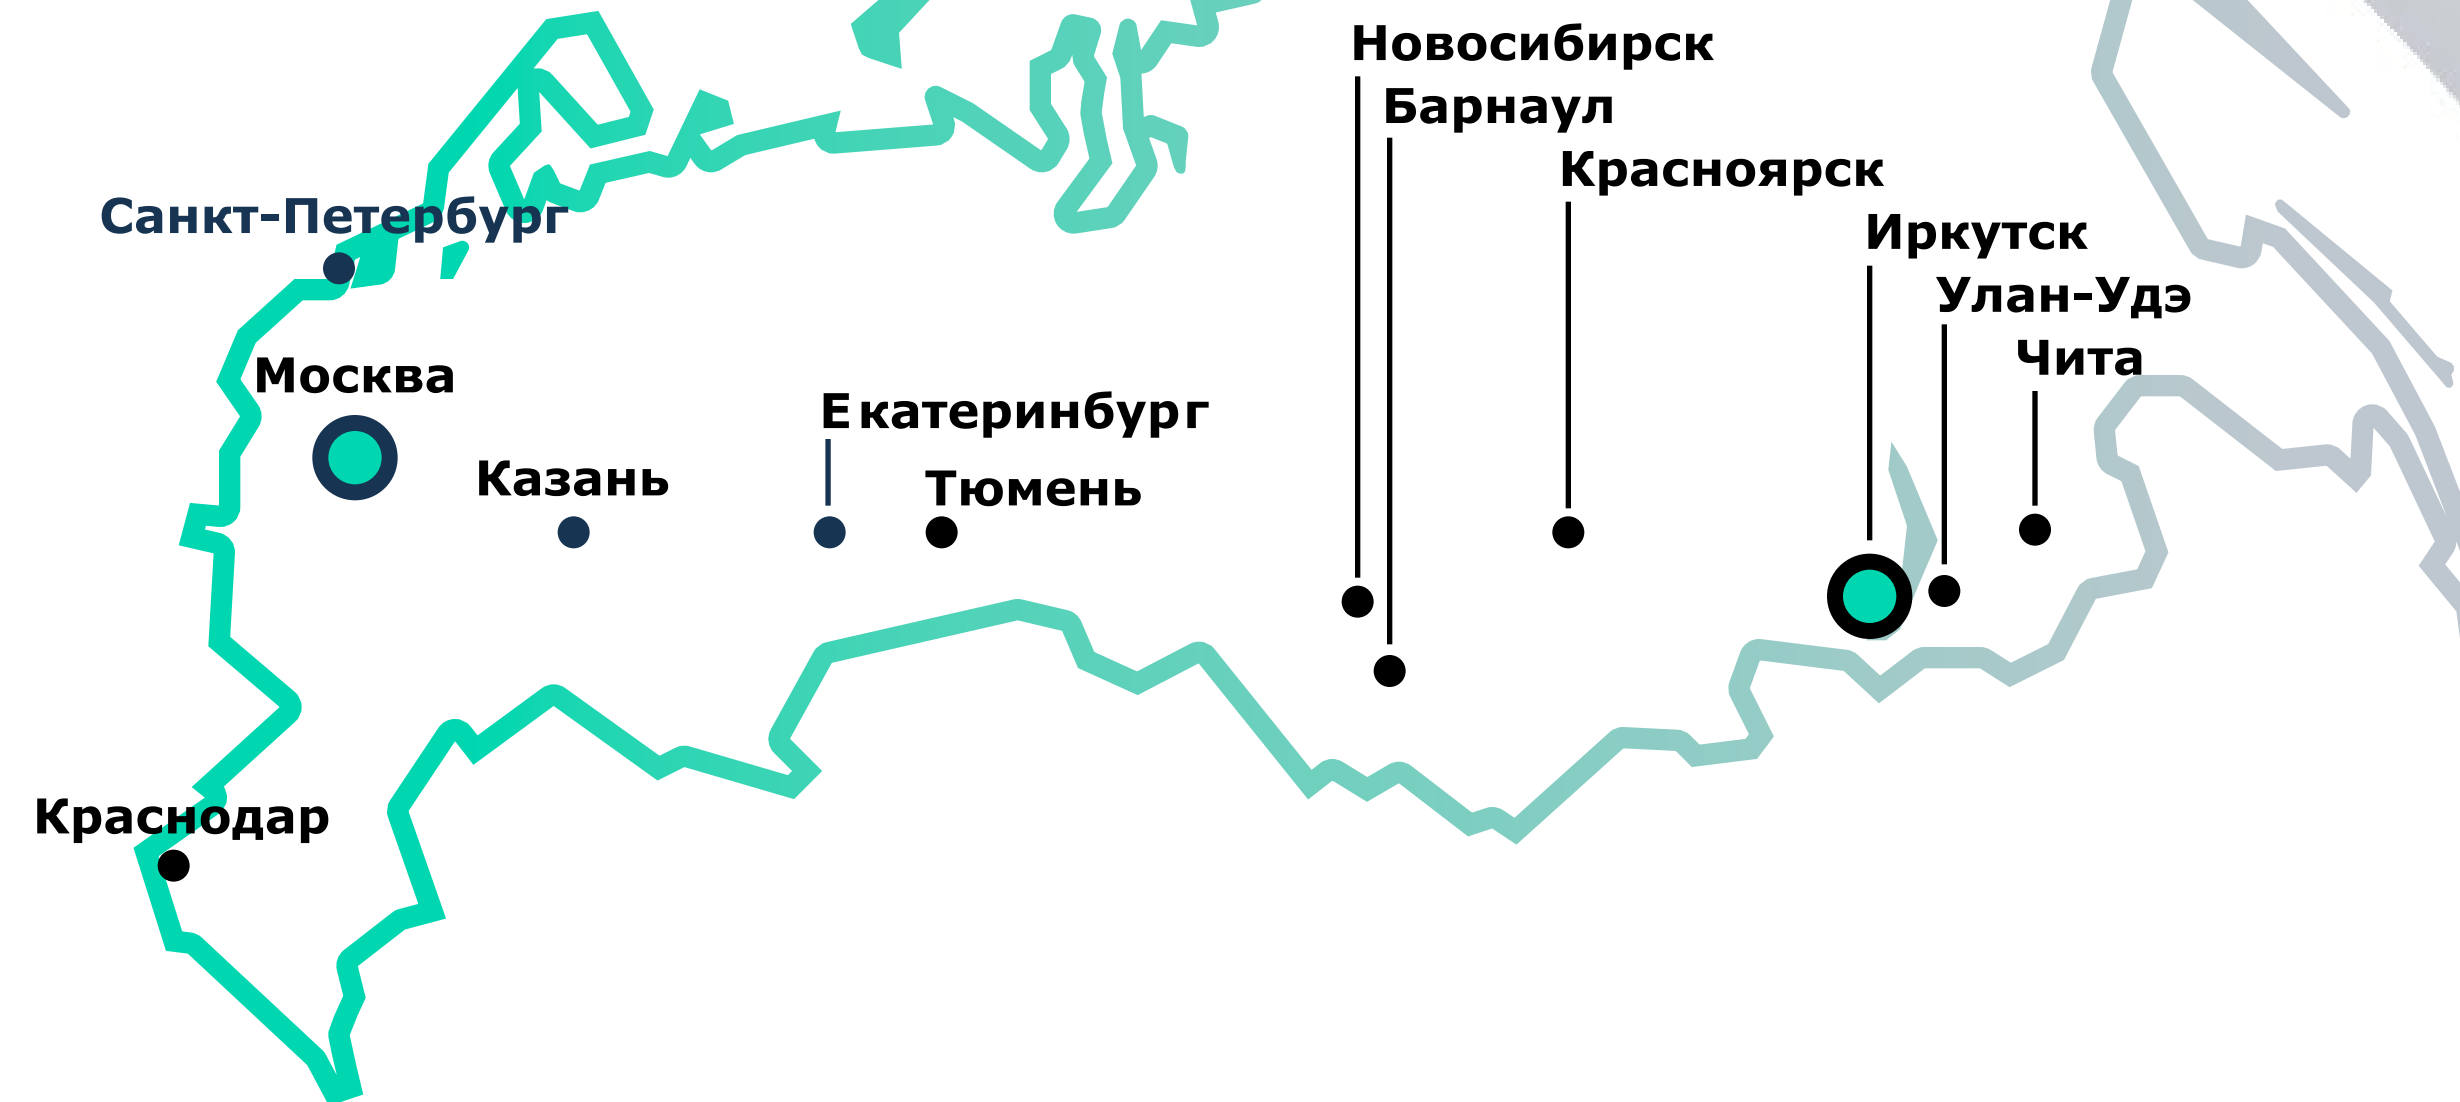 Новосибирск
Барнаул
Красноярск
Санкт-Петербург
Иркутск
Улан-Удэ
Чита
Москва
Екатеринбург
Казань
Тюмень
Краснодар